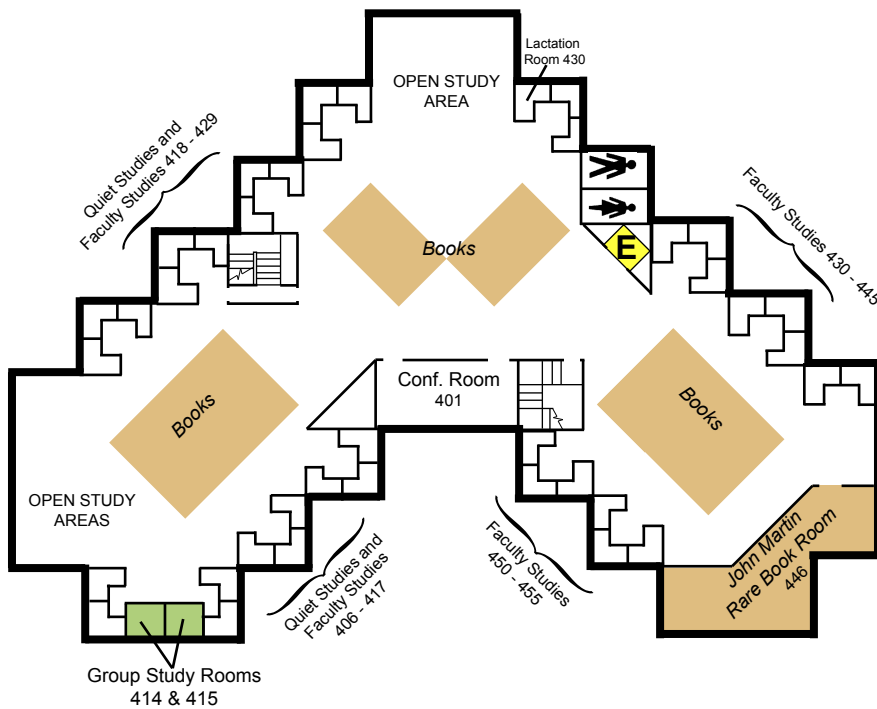 Lactation
Room 430
OPEN STUDY
AREA
Quiet Studies and
Faculty Studies 418 - 429
Faculty Studies 430 - 445
Books
E
Conf. Room
401
Books
Books
OPEN STUDY
AREAS
John Martin
Rare Book Room
446
Quiet Studies and
Faculty Studies
406 - 417
Faculty Studies
450 - 455
Group Study Rooms
414 & 415